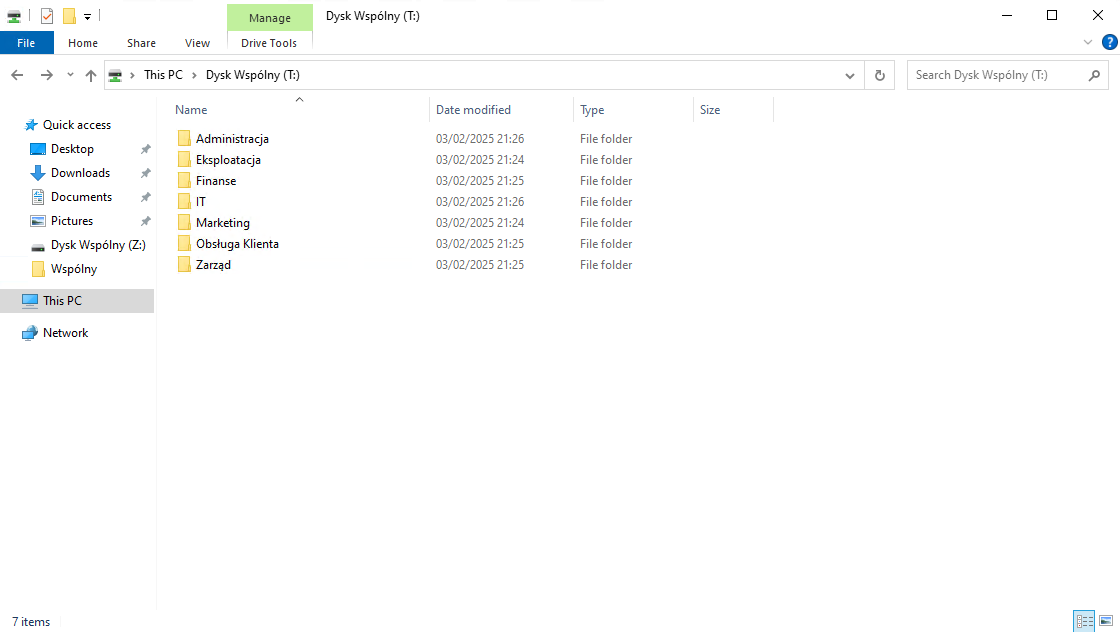 Manage
Dysk Wspólny (T:)
File
Home
Share
View
Drive Tools
?
This PC
Dysk Wspólny (T:)
Search Dysk Wspólny (T:)
Quick access
Desktop
Downloads
Documents
Pictures
Dysk Wspólny (Z:)
Wspólny
This PC
Network
Name Date modified Type Size
Administracja 03/02/2025 21:26 File folder
Eksploatacja 03/02/2025 21:24 File folder
Finanse 03/02/2025 21:25 File folder
IT 03/02/2025 21:26 File folder
Marketing 03/02/2025 21:24 File folder
Obsługa Klienta 03/02/2025 21:25 File folder
Zarząd 03/02/2025 21:25 File folder
7 items